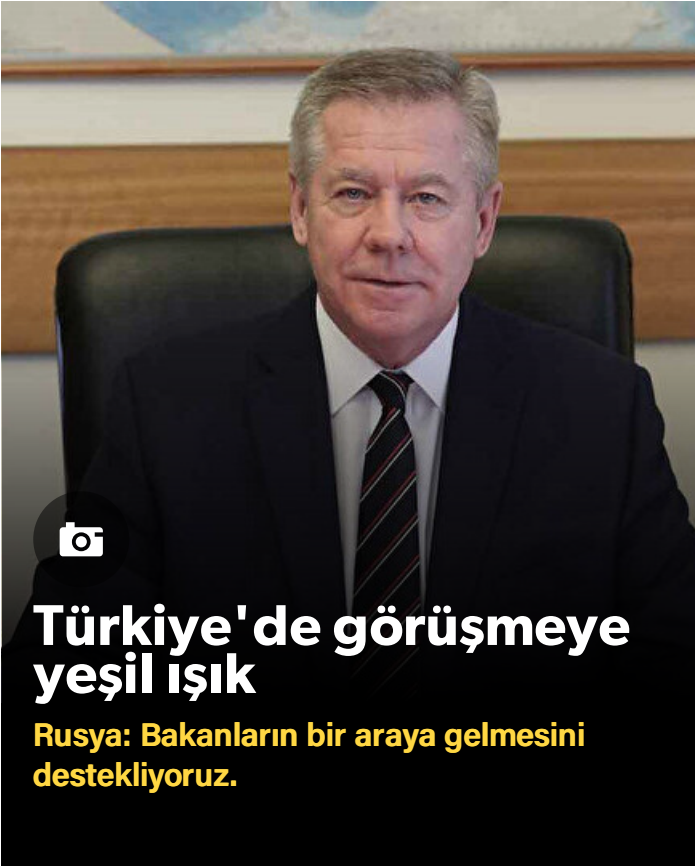 Türkiye'de görüşmeye
yeşil ışık
Rusya: Bakanların bir araya gelmesini
destekliyoruz.